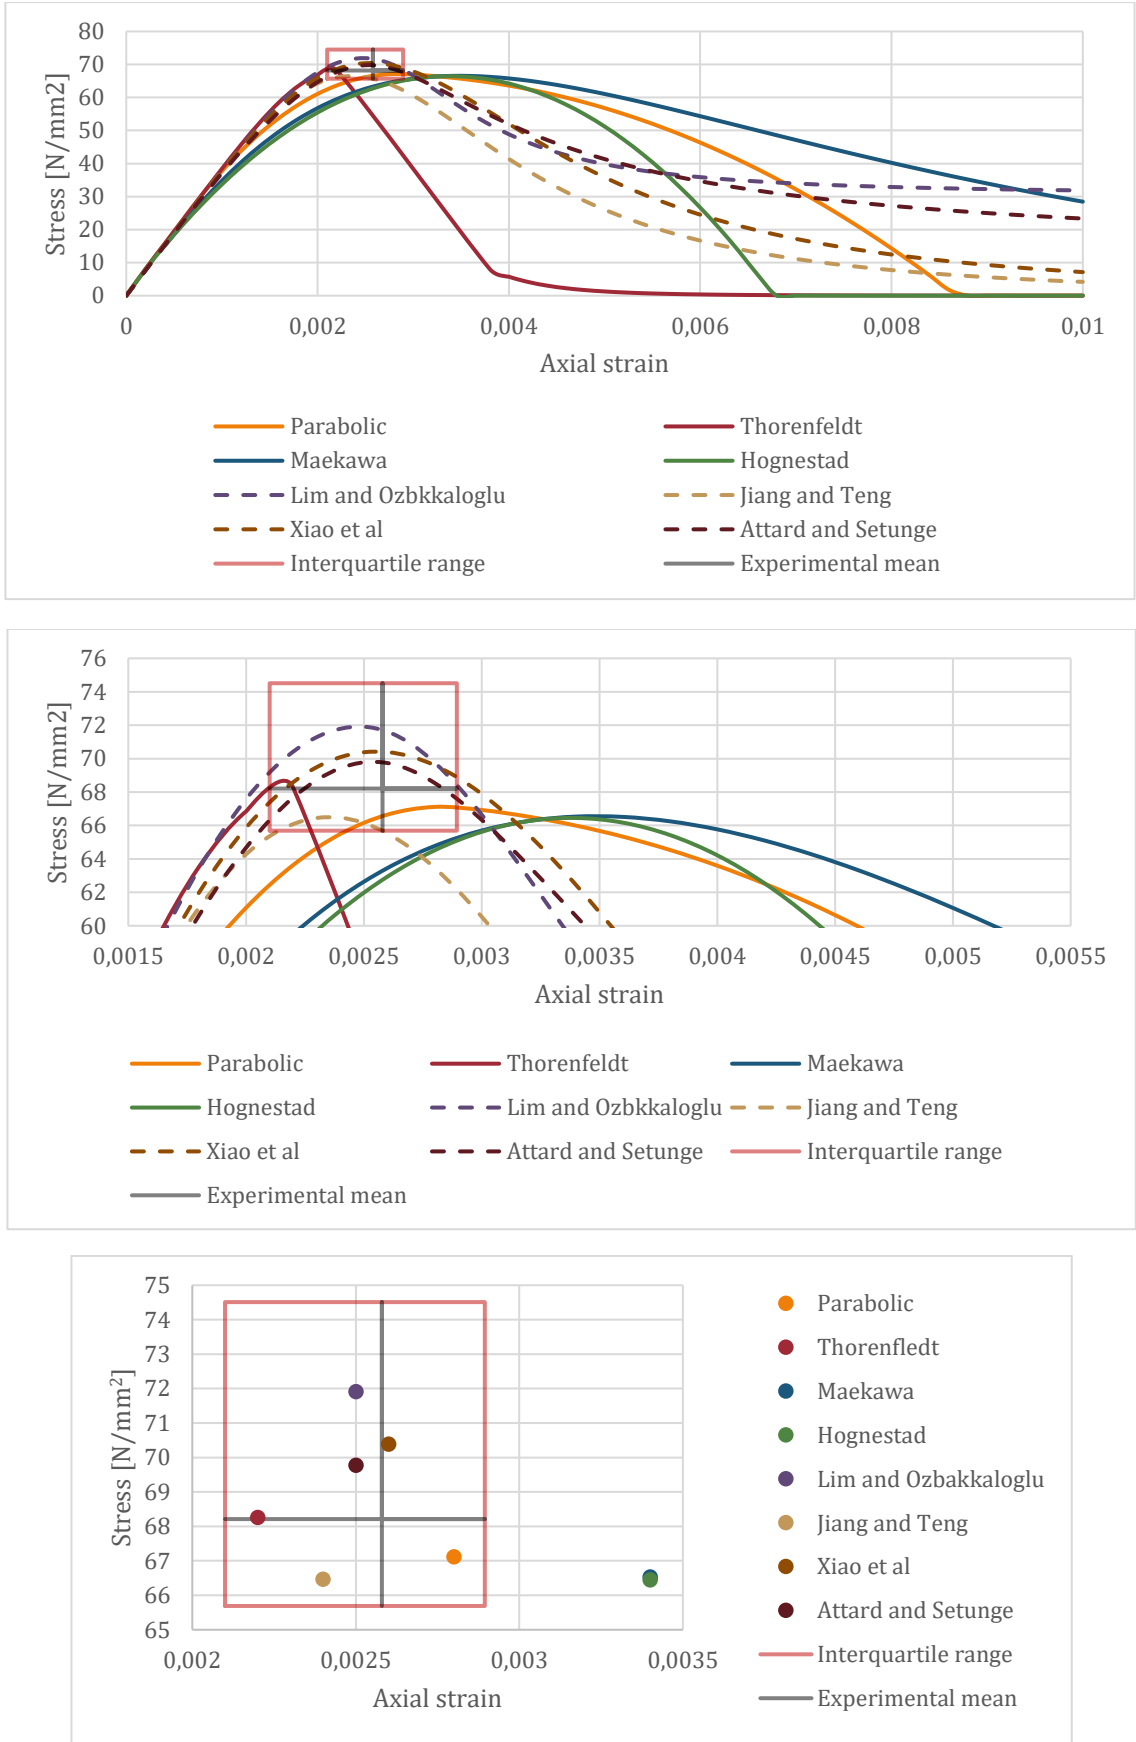 80
70
60
50
40
30
20
10
0
Stress [N/mm2]
0 0,002 0,004 0,006 0,008 0,01
Axial strain
Parabolic Thorenfeldt
Maekawa Hognestad
Lim and Ozbkkaloglu Jiang and Teng
Xiao et al Attard and Setunge
Interquartile range Experimental mean
76
74
72
70
68
66
64
62
60
Stress [N/mm2]
0,0015 0,002 0,0025 0,003 0,0035 0,004 0,0045 0,005 0,0055
Axial strain
Parabolic Thorenfeldt Maekawa
Hognestad Lim and Ozbkkaloglu Jiang and Teng
Xiao et al Attard and Setunge Interquartile range
Experimental mean
75
74
73
72
71
70
69
68
67
66
65
Stress [N/mm²]
0,002 0,0025 0,003 0,0035
Axial strain
Parabolic
Thorenfledt
Maekawa
Hognestad
Lim and Ozbakkaloglu
Jiang and Teng
Xiao et al
Attard and Setunge
Interquartile range
Experimental mean